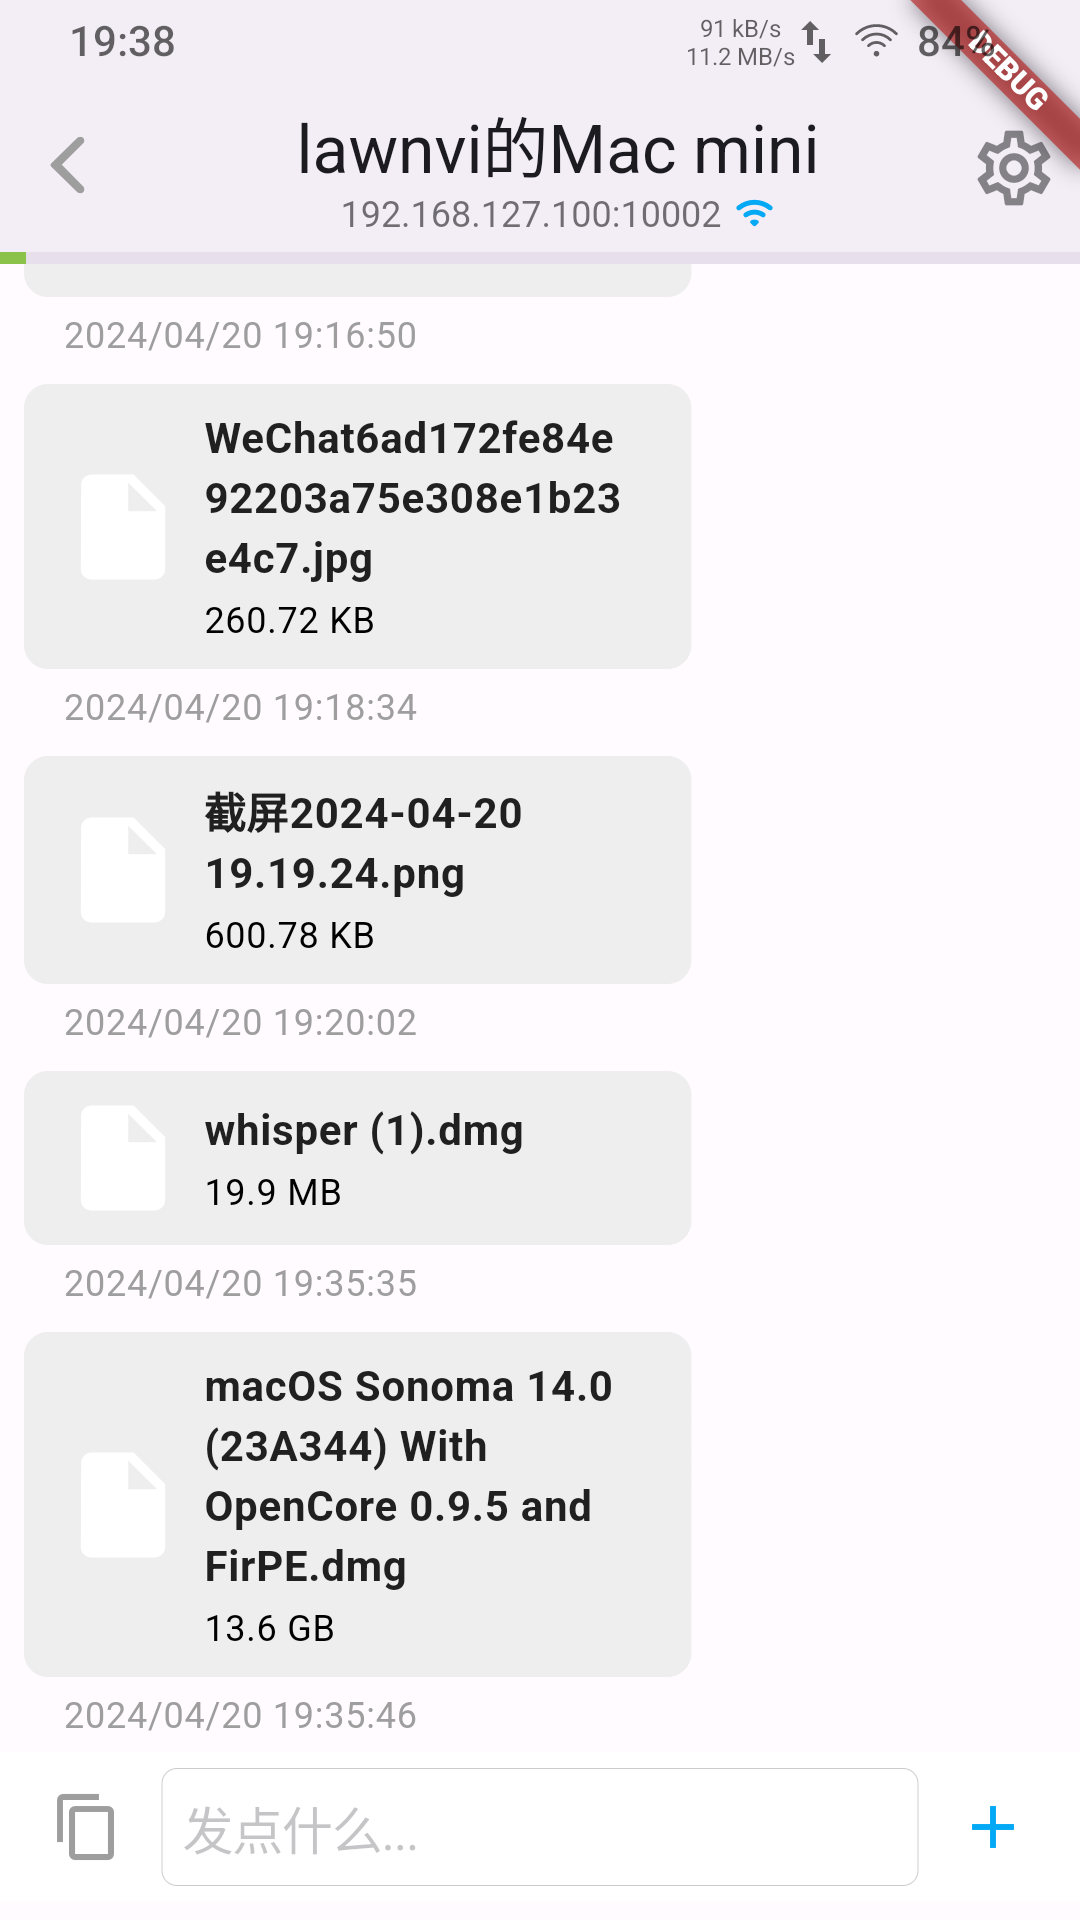 19:38
91 kB/s
11.2 MB/s
84%
DEBUG
lawnvi的Mac mini
192.168.127.100:10002
2024/04/20 19:16:50
WeChat6ad172fe84e
92203a75e308e1b23
e4c7.jpg
260.72 KB
2024/04/20 19:18:34
截屏2024-04-20
19.19.24.png
600.78 KB
2024/04/20 19:20:02
whisper (1).dmg
19.9 MB
2024/04/20 19:35:35
macOS Sonoma 14.0
(23A344) With
OpenCore 0.9.5 and
FirPE.dmg
13.6 GB
2024/04/20 19:35:46
发点什么...